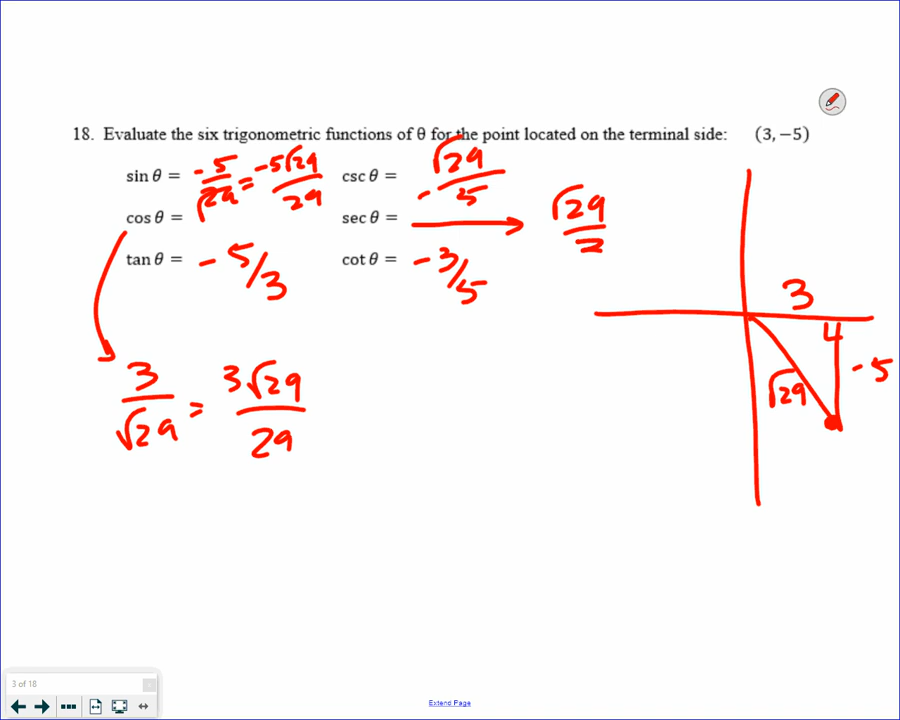 18. Evaluate the six trigonometric functions of θ for the point located on the terminal side: (3, −5)
sin θ = -5/√29 = -5√29/29 csc θ = -√29/5
cos θ = sec θ = √29/2
tan θ = -5/3 cot θ = -3/5
3/√29 = 3√29/29
3
-5
√29
3 of 18
Extend Page